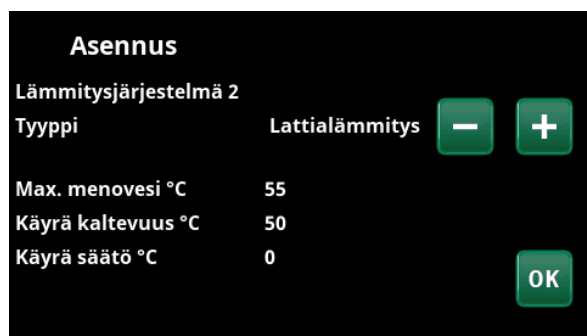 Asennus
Lämmitysjärjestelmä 2
Tyyppi Lattialämmitys − +
Max. menovesi °C 55
Käyrä kaltevuus °C 50
Käyrä säätö °C 0
OK